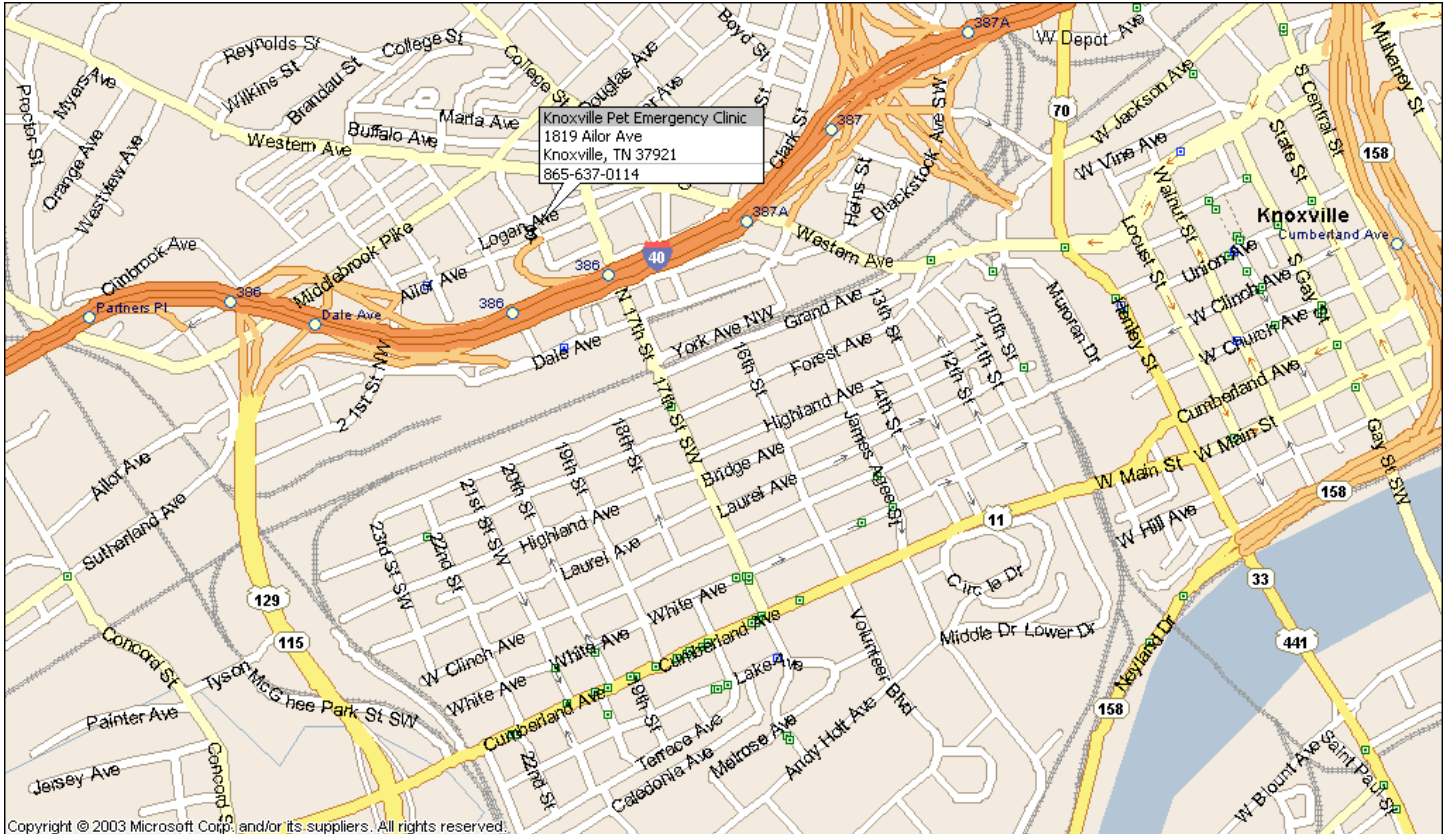 387A
W Depot Ave
Reynolds St
College St
College St
Boyd St
Douglas Ave
Mulvaney St
S Central St
Myers Ave
Wilkins St
Brandau St
Proctor St
Marla Ave
Buffalo Ave
Western Ave
70
W Jackson Ave
State St
Knoxville Pet Emergency Clinic
1819 Ailor Ave
Knoxville, TN 37921
865-637-0114
387
Clark St
Blackstock Ave SW
W Vine Ave
158
Orange Ave
Westview Ave
Walnut St
Locust St
Knoxville
Cumberland Ave
Clinbrook Ave
Middlebrook Pike
Logan Ave
387A
Western Ave
Union Ave
S Gay St
40
Ailor Ave
386
386
386
Partners Pl
Dale Ave
Dale Ave
N 17th St
York Ave NW
Grand Ave
13th St
10th St
11th St
12th St
Henley St
W Clinch Ave
W Church Ave
2 21st St NW
16th St
Forest Ave
17th St SW
Highland Ave
14th St
James Agee St
Cumberland Ave
W Main St
Gay St SW
Ailor Ave
18th St
19th St
20th St
21st St SW
Bridge Ave
Laurel Ave
W Main St
158
11
Sutherland Ave
22nd St
23rd St SW
Highland Ave
Laurel Ave
W Hill Ave
White Ave
Circle Dr
33
129
115
441
Middle Dr Lower Dr
Concord St
Tyson
McGhee Park St SW
W Clinch Ave
White Ave
White Ave
Cumberland Ave
Cumberland Ave
Lake Ave
Volunteer Blvd
Neyland Dr
158
Painter Ave
19th St
Terrace Ave
Melrose Ave
Andy Holt Ave
Caledonia Ave
22nd St
Jersey Ave
Concord S
W Blount Ave
Saint Paul St
Copyright © 2003 Microsoft Corp. and/or its suppliers. All rights reserved.